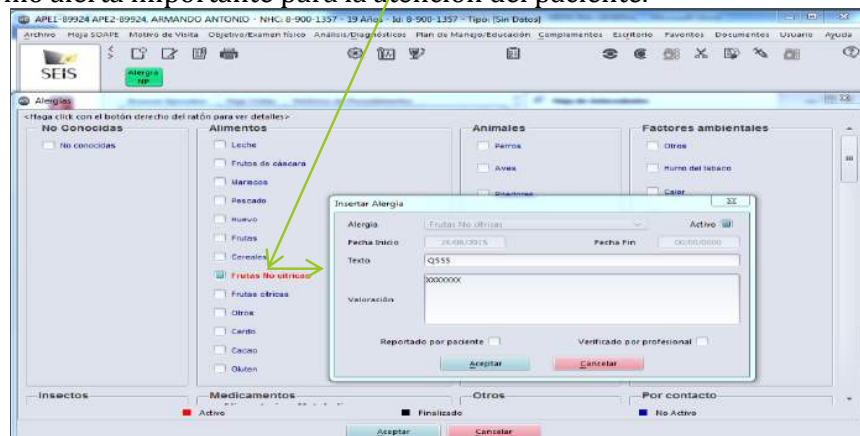 mo alerta importante para la atención del paciente.
APE1-89924 APE2-89924, ARMANDO ANTONIO - NHC: 8-900-1357 - 19 Años - Id: 8-900-1357 - Tipo: [Sin Datos]
Archivo Hoja SOAPE Motivo de Visita Objetivo/Examen físico Análisis/Diagnósticos Plan de Manejo/Educación Complementos Escritorio Favoritos Documentos Usuario Ayuda
SEIS
Alergia
Alergias
<Haga click con el botón derecho del ratón para ver detalles>
No Conocidas Alimentos Animales Factores ambientales
No conocidas Leche Perros Otros
Frutos de cáscara Aves Humo del tabaco
Mariscos Calor
Pescado Insertar Alergia
Huevo Alergia Frutas No cítricas Activo
Frutas Fecha Inicio 26/08/2015 Fecha Fin 00/00/0000
Cereales Texto Q555
Frutas No cítricas XXXXXXX
Frutas cítricas Valoración
Otros
Cerdo
Cacao Reportado por paciente Verificado por profesional
Gluten Aceptar Cancelar
Insectos Medicamentos Otros Por contacto
Activo Finalizado No Activo
Aceptar Cancelar